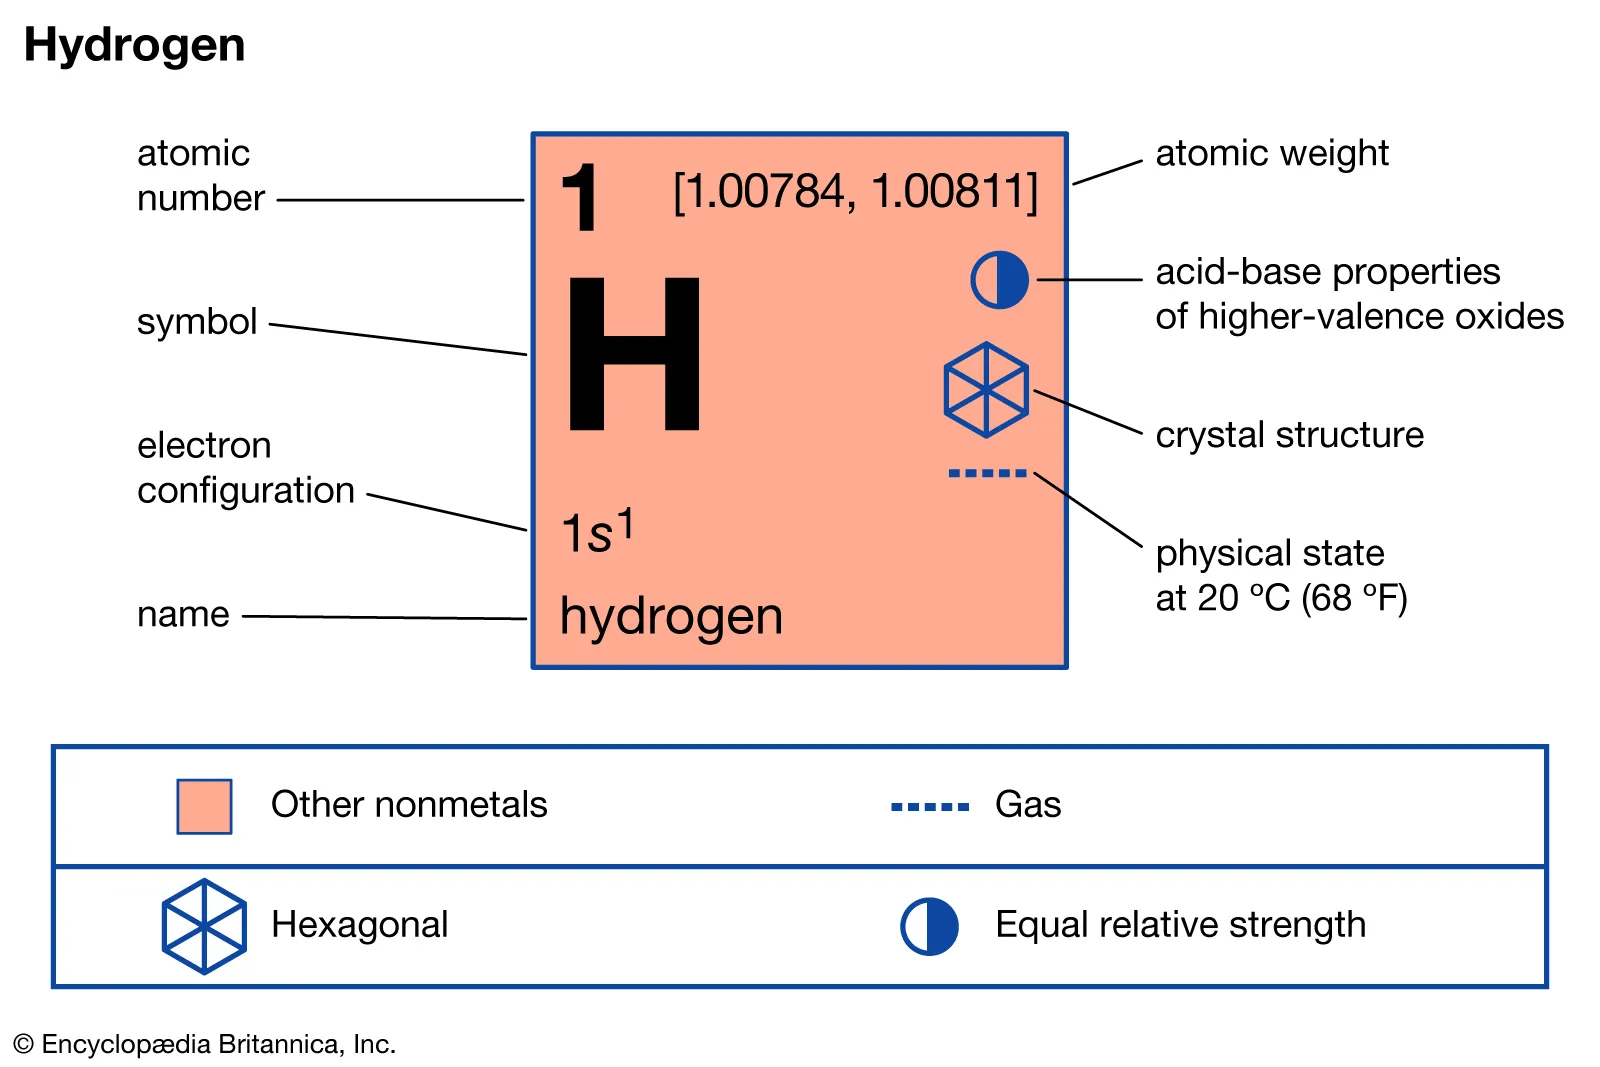 Hydrogen
atomic
number
symbol
electron
configuration
name
1 [1.00784, 1.00811]
H
1s¹
hydrogen
atomic weight
acid-base properties
of higher-valence oxides
crystal structure
physical state
at 20 ºC (68 ºF)
Other nonmetals
Gas
Hexagonal
Equal relative strength
© Encyclopædia Britannica, Inc.